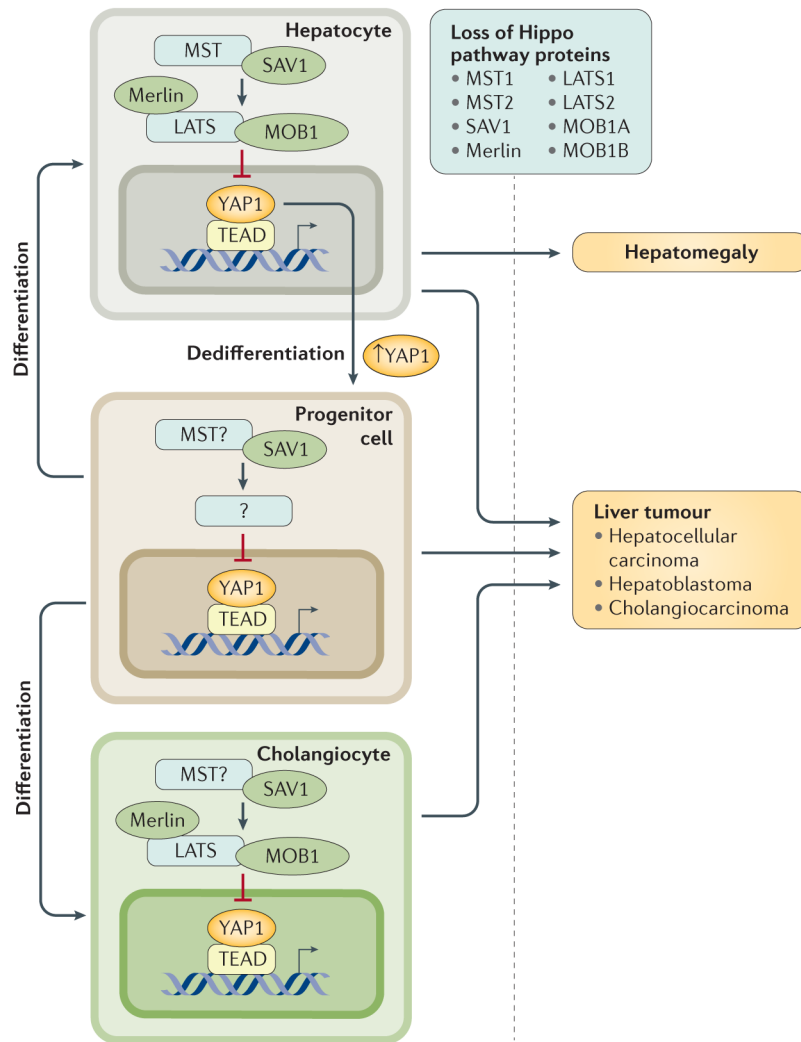 Hepatocyte
MST
SAV1
Merlin
LATS
MOB1
YAP1
TEAD
Loss of Hippo
pathway proteins
• MST1
• MST2
• SAV1
• Merlin
• LATS1
• LATS2
• MOB1A
• MOB1B
Hepatomegaly
Differentiation
Dedifferentiation
↑YAP1
Progenitor
cell
MST?
SAV1
?
YAP1
TEAD
Liver tumour
• Hepatocellular
carcinoma
• Hepatoblastoma
• Cholangiocarcinoma
Differentiation
Cholangiocyte
MST?
SAV1
Merlin
LATS
MOB1
YAP1
TEAD